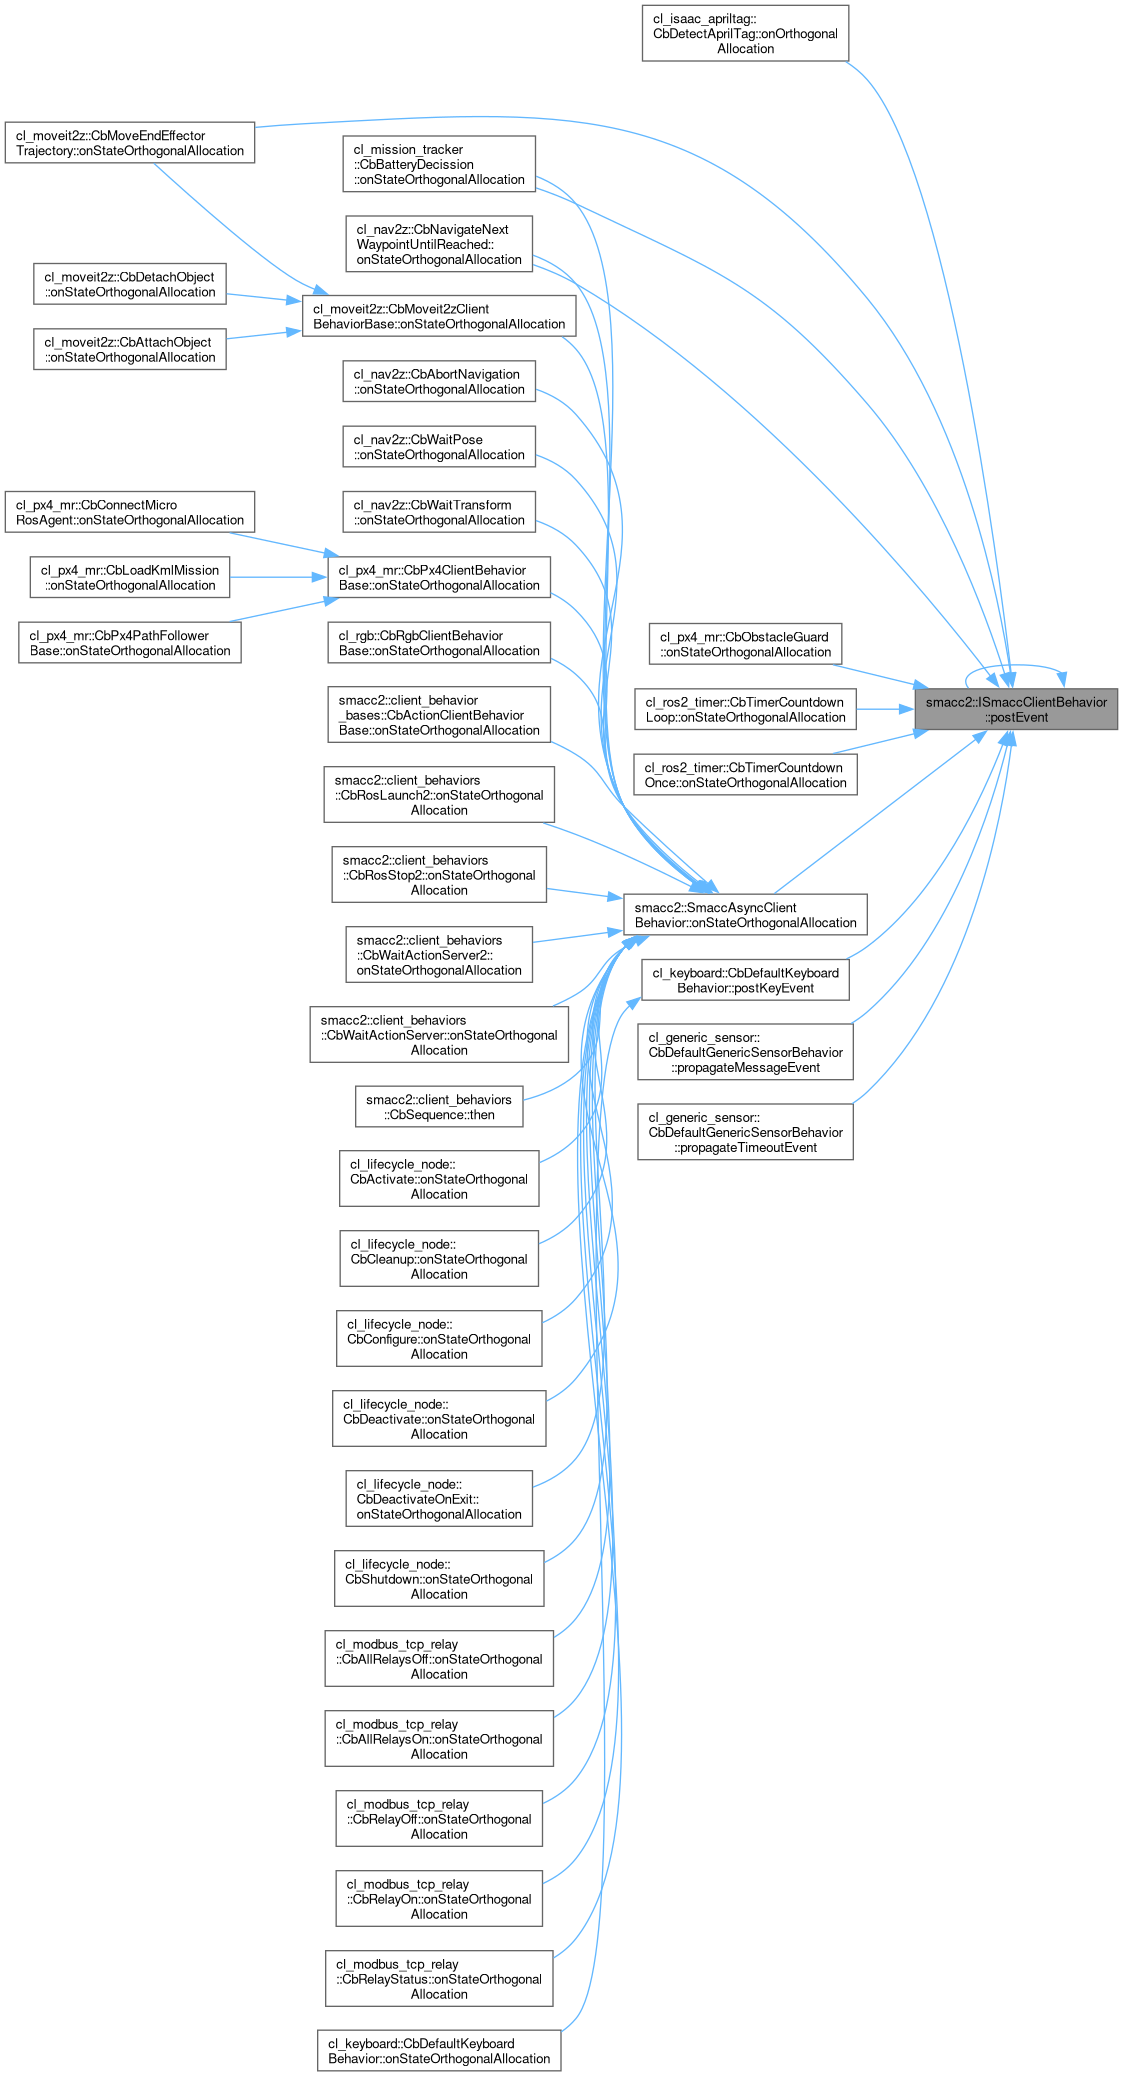 cl_isaac_apriltag::
CbDetectAprilTag::onOrthogonal
Allocation
cl_moveit2z::CbMoveEndEffector
Trajectory::onStateOrthogonalAllocation
cl_mission_tracker
::CbBatteryDecission
::onStateOrthogonalAllocation
cl_nav2z::CbNavigateNext
WaypointUntilReached::
onStateOrthogonalAllocation
cl_moveit2z::CbDetachObject
::onStateOrthogonalAllocation
cl_moveit2z::CbMoveit2zClient
BehaviorBase::onStateOrthogonalAllocation
cl_moveit2z::CbAttachObject
::onStateOrthogonalAllocation
cl_nav2z::CbAbortNavigation
::onStateOrthogonalAllocation
cl_nav2z::CbWaitPose
::onStateOrthogonalAllocation
cl_nav2z::CbWaitTransform
::onStateOrthogonalAllocation
cl_px4_mr::CbConnectMicro
RosAgent::onStateOrthogonalAllocation
cl_px4_mr::CbLoadKmlMission
::onStateOrthogonalAllocation
cl_px4_mr::CbPx4ClientBehavior
Base::onStateOrthogonalAllocation
cl_px4_mr::CbPx4PathFollower
Base::onStateOrthogonalAllocation
cl_rgb::CbRgbClientBehavior
Base::onStateOrthogonalAllocation
cl_px4_mr::CbObstacleGuard
::onStateOrthogonalAllocation
smacc2::client_behavior
_bases::CbActionClientBehavior
Base::onStateOrthogonalAllocation
cl_ros2_timer::CbTimerCountdown
Loop::onStateOrthogonalAllocation
smacc2::ISmaccClientBehavior
::postEvent
cl_ros2_timer::CbTimerCountdown
Once::onStateOrthogonalAllocation
smacc2::client_behaviors
::CbRosLaunch2::onStateOrthogonal
Allocation
smacc2::client_behaviors
::CbRosStop2::onStateOrthogonal
Allocation
smacc2::SmaccAsyncClient
Behavior::onStateOrthogonalAllocation
smacc2::client_behaviors
::CbWaitActionServer2::
onStateOrthogonalAllocation
cl_keyboard::CbDefaultKeyboard
Behavior::postKeyEvent
smacc2::client_behaviors
::CbWaitActionServer::onStateOrthogonal
Allocation
cl_generic_sensor::
CbDefaultGenericSensorBehavior
::propagateMessageEvent
smacc2::client_behaviors
::CbSequence::then
cl_generic_sensor::
CbDefaultGenericSensorBehavior
::propagateTimeoutEvent
cl_lifecycle_node::
CbActivate::onStateOrthogonal
Allocation
cl_lifecycle_node::
CbCleanup::onStateOrthogonal
Allocation
cl_lifecycle_node::
CbConfigure::onStateOrthogonal
Allocation
cl_lifecycle_node::
CbDeactivate::onStateOrthogonal
Allocation
cl_lifecycle_node::
CbDeactivateOnExit::
onStateOrthogonalAllocation
cl_lifecycle_node::
CbShutdown::onStateOrthogonal
Allocation
cl_modbus_tcp_relay
::CbAllRelaysOff::onStateOrthogonal
Allocation
cl_modbus_tcp_relay
::CbAllRelaysOn::onStateOrthogonal
Allocation
cl_modbus_tcp_relay
::CbRelayOff::onStateOrthogonal
Allocation
cl_modbus_tcp_relay
::CbRelayOn::onStateOrthogonal
Allocation
cl_modbus_tcp_relay
::CbRelayStatus::onStateOrthogonal
Allocation
cl_keyboard::CbDefaultKeyboard
Behavior::onStateOrthogonalAllocation